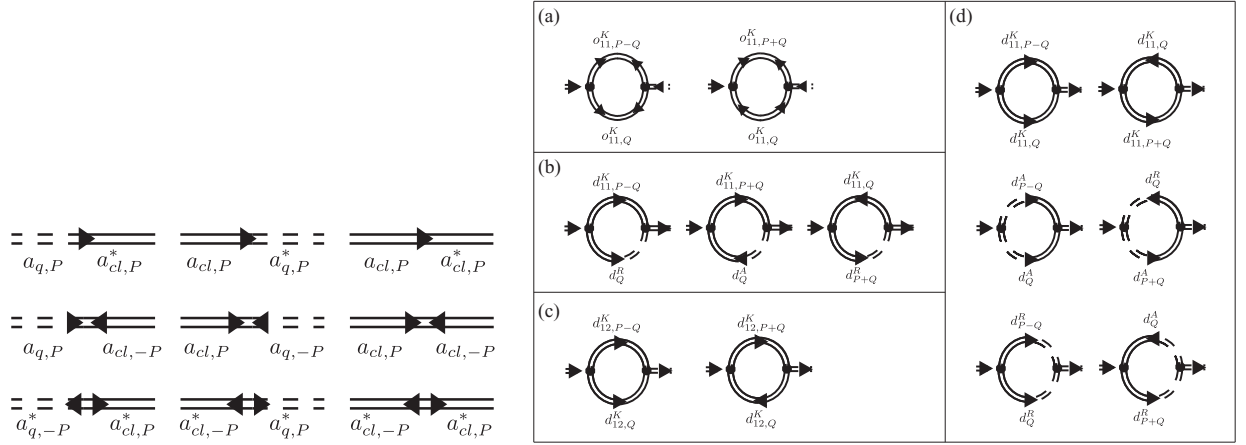 a_{q,P} a^*_{cl,P} a_{cl,P} a^*_{q,P} a_{cl,P} a^*_{cl,P}
a_{q,P} a_{cl,-P} a_{cl,P} a_{q,-P} a_{cl,P} a_{cl,-P}
a^*_{q,-P} a^*_{cl,P} a^*_{cl,-P} a^*_{q,P} a^*_{cl,-P} a^*_{cl,P}
(a)
o^K_{11,P-Q} o^K_{11,P+Q}
o^K_{11,Q} o^K_{11,Q}
(b)
d^K_{11,P-Q} d^K_{11,P+Q} d^K_{11,Q}
d^R_Q d^A_Q d^R_{P+Q}
(c)
d^K_{12,P-Q} d^K_{12,P+Q}
d^K_{12,Q} d^K_{12,Q}
(d)
d^K_{11,P-Q} d^K_{11,Q}
d^K_{11,Q} d^K_{11,P+Q}
d^A_{P-Q} d^R_Q
d^A_Q d^A_{P+Q}
d^R_{P-Q} d^A_Q
d^R_Q d^R_{P+Q}